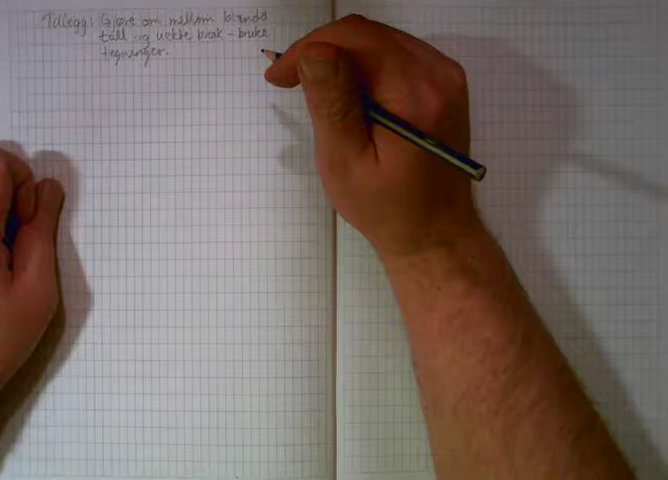 Tillegg: Gjøre om mellom blanda
tall og uekte brøk - bruke
tegninger.